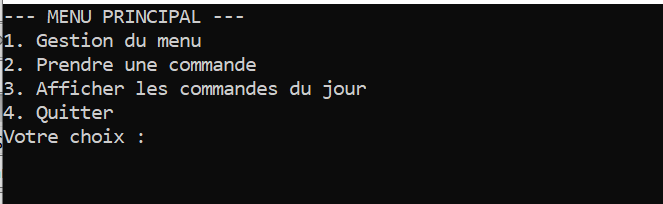 --- MENU PRINCIPAL ---
1. Gestion du menu
2. Prendre une commande
3. Afficher les commandes du jour
4. Quitter
Votre choix :